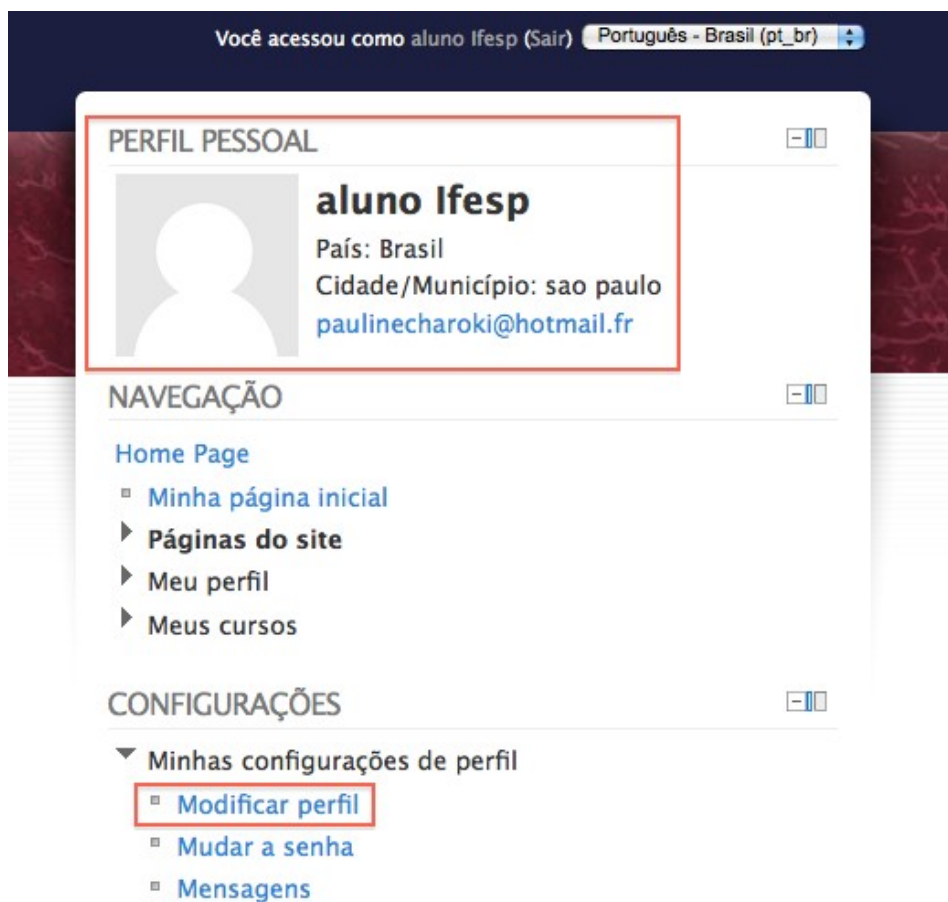 Você acessou como aluno Ifesp (Sair) Português - Brasil (pt_br)
PERFIL PESSOAL
aluno Ifesp
País: Brasil
Cidade/Município: sao paulo
paulinecharoki@hotmail.fr
NAVEGAÇÃO
Home Page
Minha página inicial
Páginas do site
Meu perfil
Meus cursos
CONFIGURAÇÕES
Minhas configurações de perfil
Modificar perfil
Mudar a senha
Mensagens